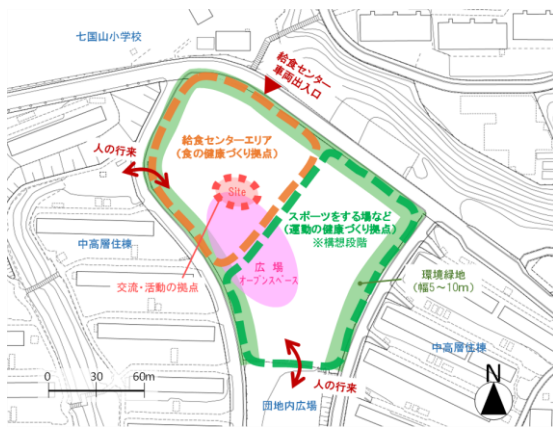 七国山小学校
給食センター
車両出入口
給食センターエリア
(食の健康づくり拠点)
人の行来
Site
スポーツをする場など
(運動の健康づくり拠点)
※構想段階
中高層住棟
広場
オープンスペース
環境緑地
(幅5~10m)
交流・活動の拠点
中高層住棟
0 30 60m
人の行来
N
団地内広場